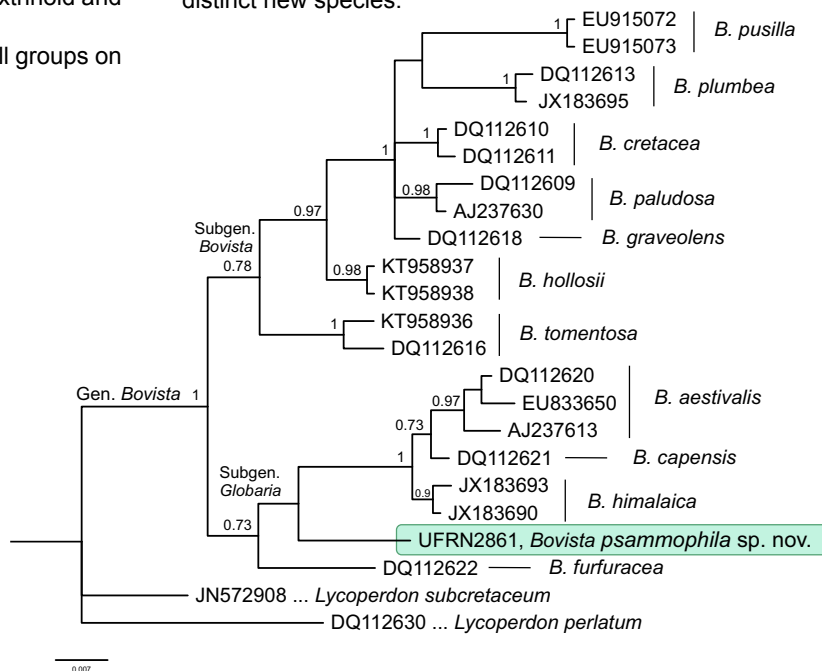 distinct new species.
ll groups on
EU915072
EU915073
B. pusilla
DQ112613
JX183695
B. plumbea
DQ112610
DQ112611
B. cretacea
DQ112609
AJ237630
B. paludosa
DQ112618
B. graveolens
KT958937
KT958938
B. hollosii
KT958936
DQ112616
B. tomentosa
DQ112620
EU833650
AJ237613
B. aestivalis
DQ112621
B. capensis
JX183693
JX183690
B. himalaica
UFRN2861, Bovista psammophila sp. nov.
DQ112622
B. furfuracea
JN572908 ... Lycoperdon subcretaceum
DQ112630 ... Lycoperdon perlatum
1
1
1
0.98
1
0.97
0.98
Subgen.
Bovista
0.78
1
Gen. Bovista 1
0.97
0.73
1
0.9
Subgen.
Globaria
0.73
0.007